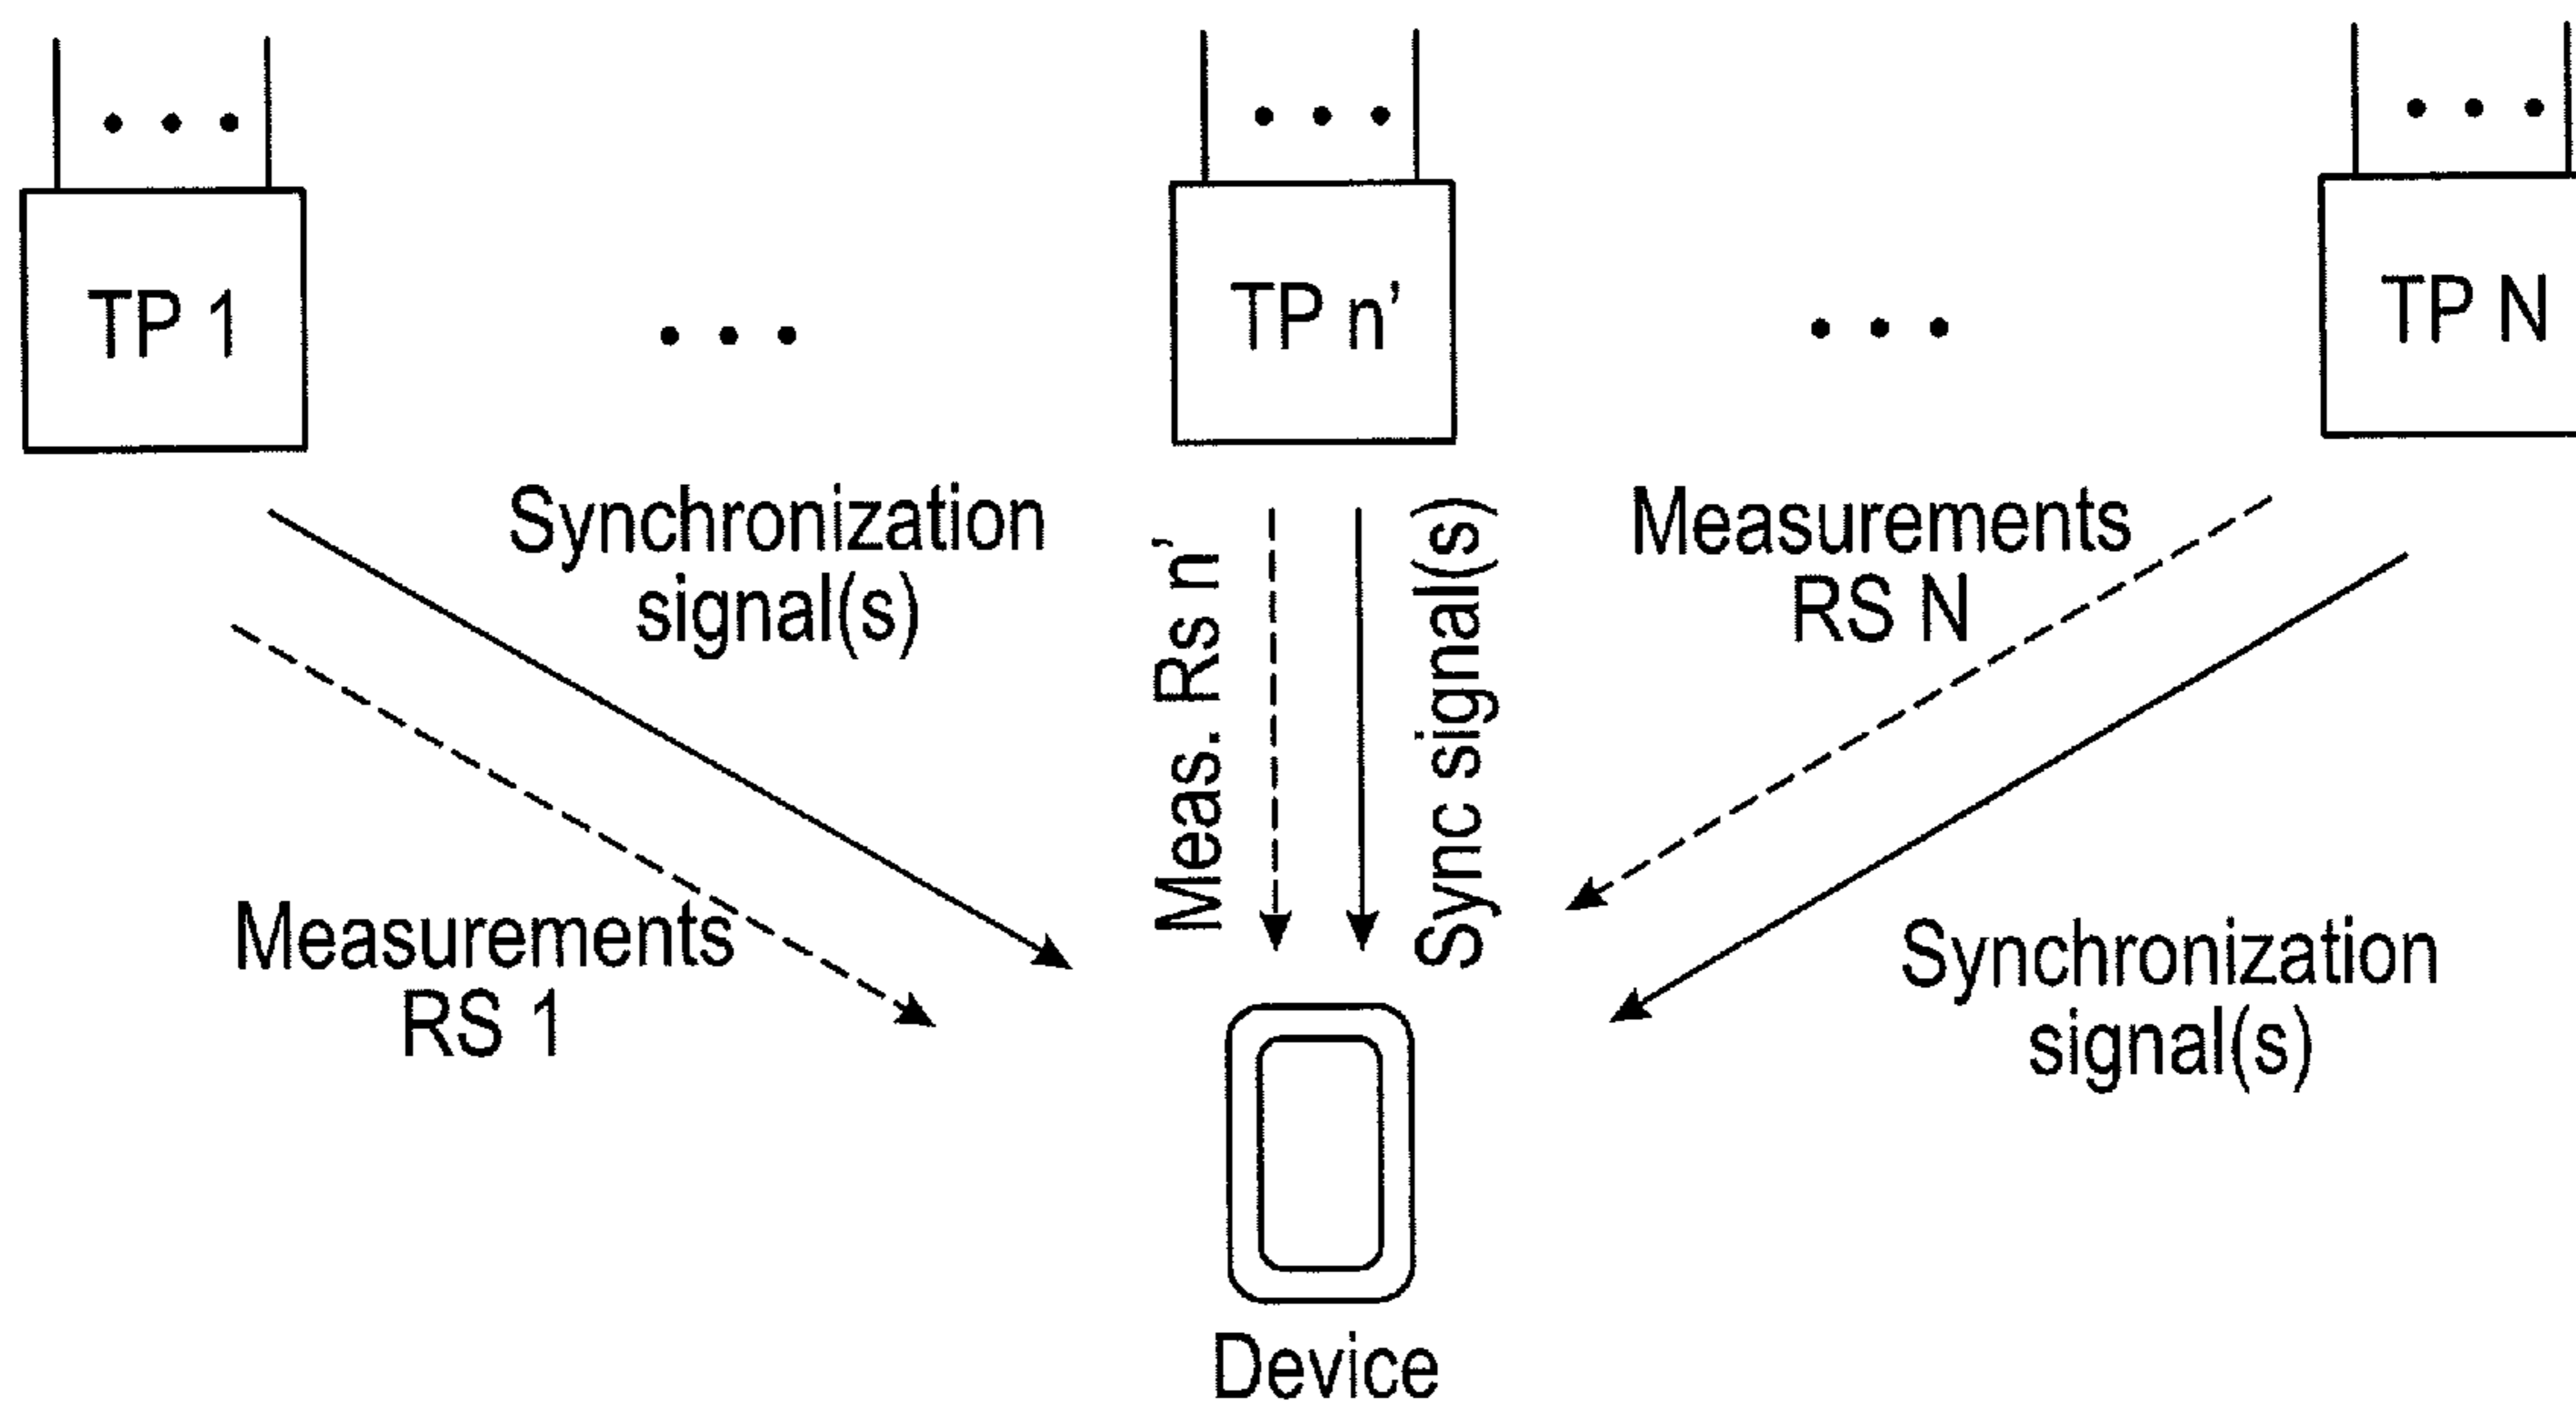 TP 1
TP n’
TP N
Synchronization
signal(s)
Measurements
RS 1
Meas. Rs n’
Sync signal(s)
Measurements
RS N
Synchronization
signal(s)
Device